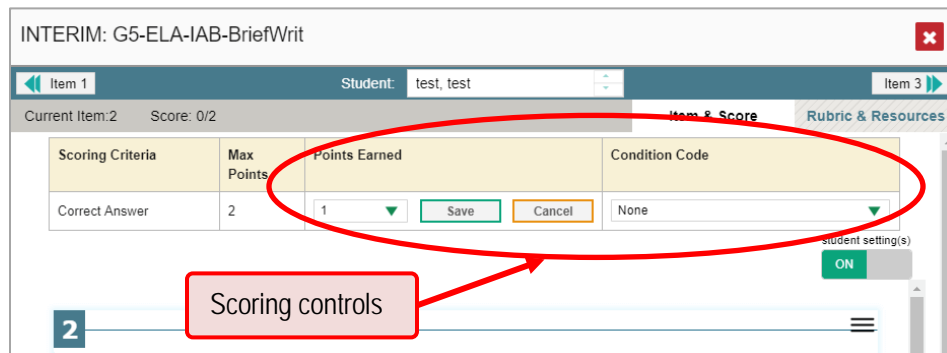 INTERIM: G5-ELA-IAB-BriefWrit
Item 1
Student: test, test
Item 3
Current Item:2 Score: 0/2
Item & Score
Rubric & Resources
Scoring Criteria
Max Points
Points Earned
Condition Code
Correct Answer
2
1
Save
Cancel
None
student setting(s)
ON
Scoring controls
2